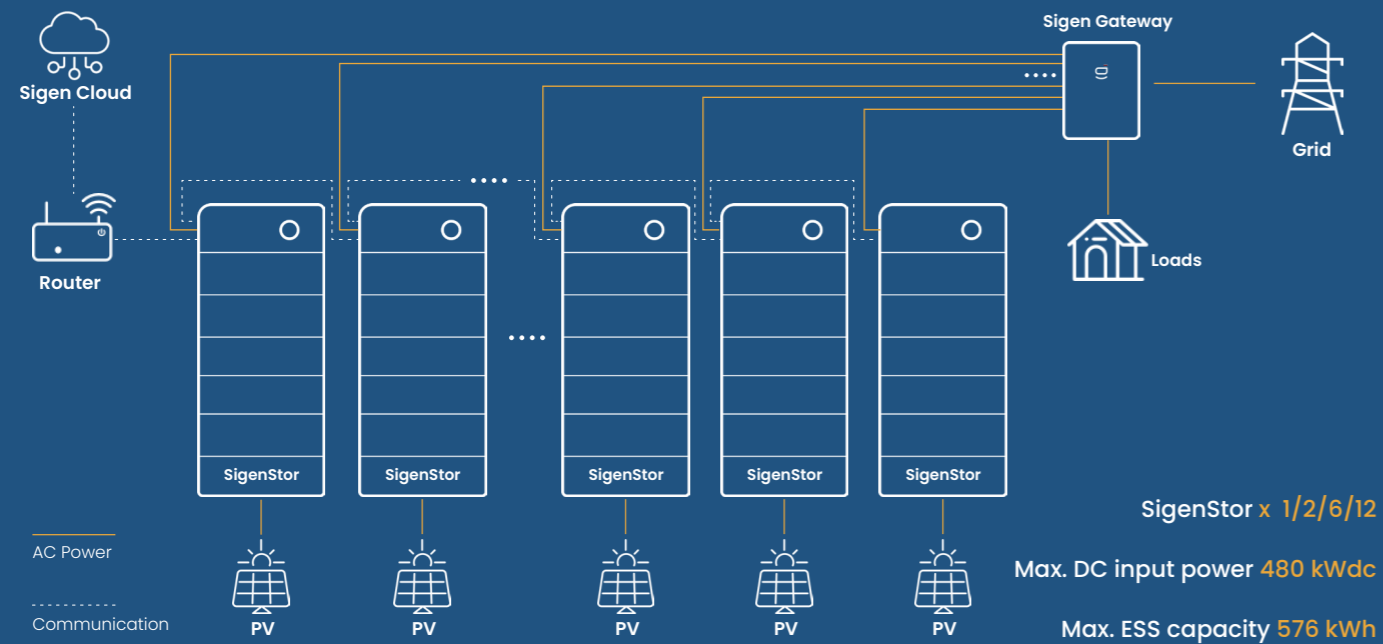 Sigen Gateway
Sigen Cloud
Grid
Router
Loads
SigenStor
SigenStor
SigenStor
SigenStor
SigenStor
SigenStor x 1/2/6/12
AC Power
Max. DC input power 480 kWdc
Communication
PV
PV
PV
PV
PV
Max. ESS capacity 576 kWh